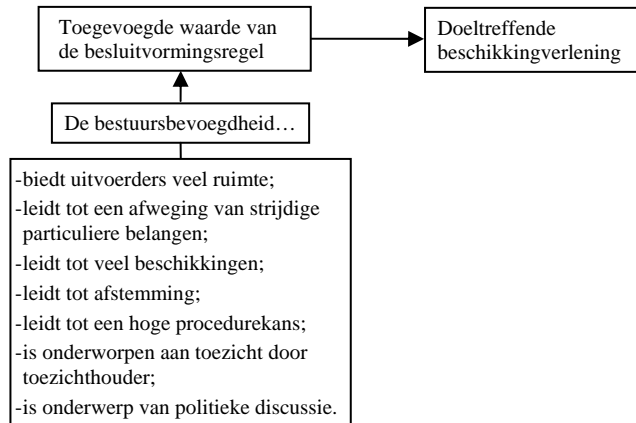 Toegevoegde waarde van
de besluitvormingsregel
Doeltreffende
beschikkingverlening
De bestuursbevoegdheid…
-biedt uitvoerders veel ruimte;
-leidt tot een afweging van strijdige
particuliere belangen;
-leidt tot veel beschikkingen;
-leidt tot afstemming;
-leidt tot een hoge procedurekans;
-is onderworpen aan toezicht door
toezichthouder;
-is onderwerp van politieke discussie.